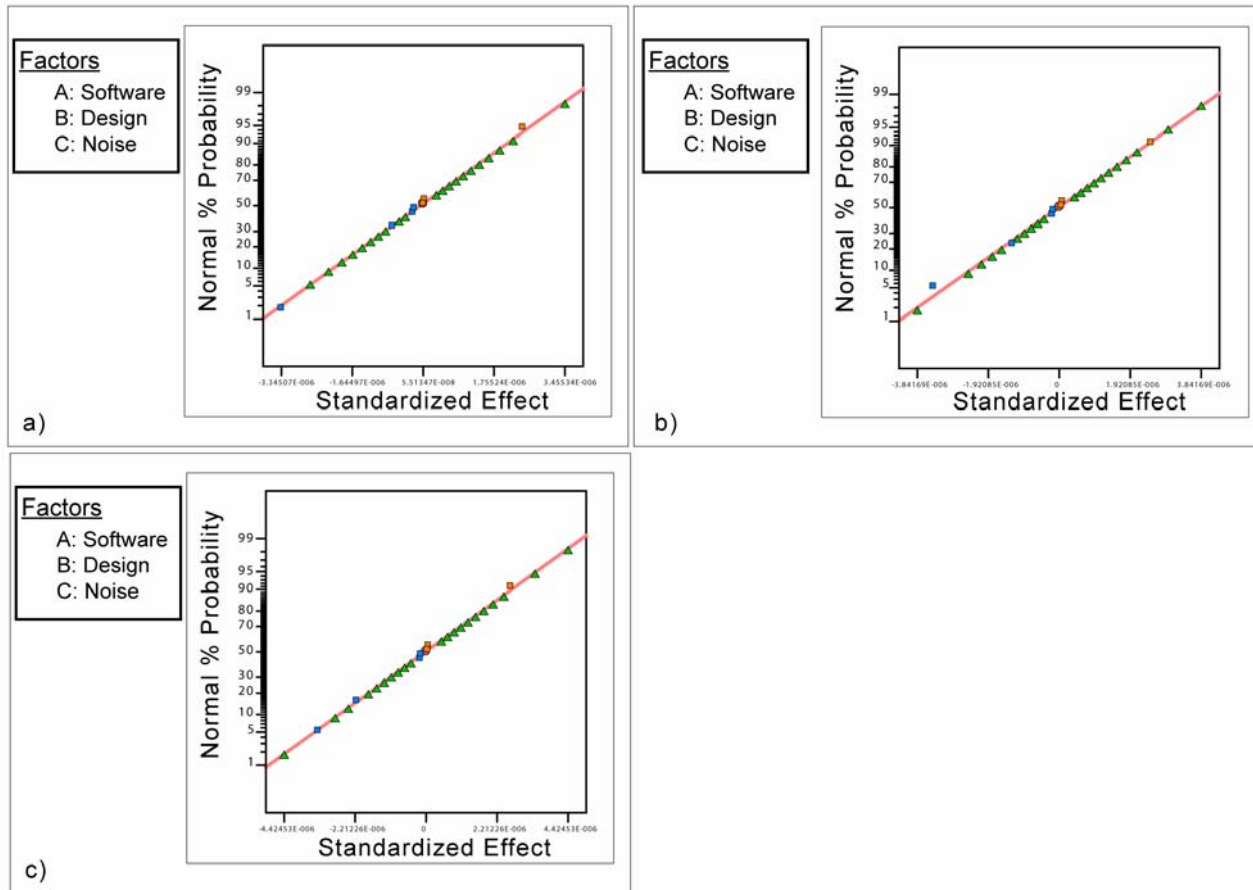 Factors
A: Software
B: Design
C: Noise
Normal % Probability
99
95
90
80
70
50
30
20
10
5
1
-3.34507E-006 -1.64497E-006 5.51347E-008 1.75524E-006 3.45534E-006
Standardized Effect
a)
Factors
A: Software
B: Design
C: Noise
Normal % Probability
99
95
90
80
70
50
30
20
10
5
1
-3.84169E-006 -1.92085E-006 0 1.92085E-006 3.84169E-006
Standardized Effect
b)
Factors
A: Software
B: Design
C: Noise
Normal % Probability
99
95
90
80
70
50
30
20
10
5
1
-4.42453E-006 -2.21226E-006 0 2.21226E-006 4.42453E-006
Standardized Effect
c)